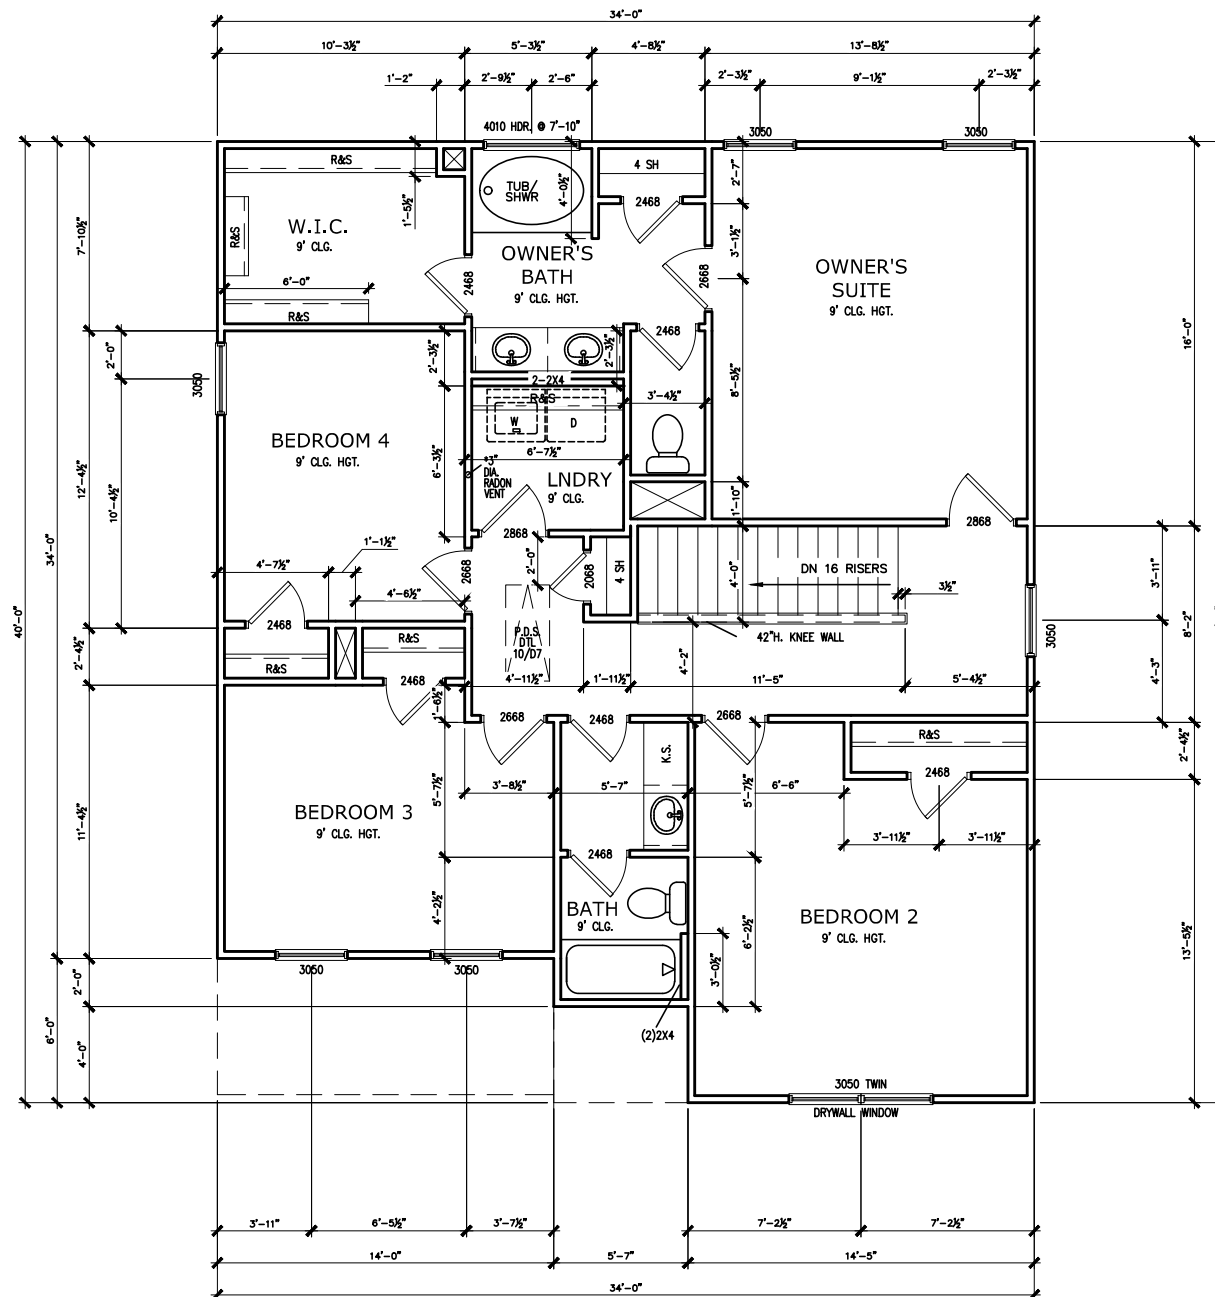 34'-0"
10'-3½"
5'-3½"
4'-8½"
13'-8½"
1'-2"
2'-9½"
2'-6"
2'-3½"
9'-1½"
2'-3½"
4010 HDR. @ 7'-10"
3050
3050
R&S
TUB/
SHWR
4'-0½"
4 SH
2'-7"
1'-5½"
2468
W.I.C.
9' CLG.
R&S
7'-10½"
3'-1½"
OWNER'S
BATH
9' CLG. HGT.
OWNER'S
SUITE
9' CLG. HGT.
2468
2668
6'-0"
R&S
16'-0"
2468
2'-0"
2'-3½"
2'-3½"
8'-5½"
3050
2-2X4
R&S
3'-4½"
W
D
BEDROOM 4
9' CLG. HGT.
6'-3½"
6'-7½"
3"
DIA.
RADON
VENT
LNDRY
9' CLG.
12'-4½"
10'-4½"
34'-0"
40'-0"
1'-10"
2868
2868
1'-1½"
4'-7½"
2668
2'-0"
2068
4 SH
4'-0"
DN 16 RISERS
3½"
3'-11"
4'-6½"
8'-2"
2468
R&S
P.D.S.
DTL
10/D7
42"H. KNEE WALL
3050
2'-4½"
R&S
4'-2"
4'-3"
2468
4'-11½"
1'-11½"
11'-5"
5'-4½"
1'-6½"
2668
2468
2668
K.S.
R&S
2'-4½"
2468
3'-8½"
5'-7"
6'-6"
5'-7½"
5'-7½"
BEDROOM 3
9' CLG. HGT.
11'-4½"
3'-11½"
3'-11½"
2468
BATH
9' CLG.
4'-2½"
6'-2½"
BEDROOM 2
9' CLG. HGT.
13'-5½"
3050
3050
3'-0½"
2'-0"
6'-0"
4'-0"
(2)2X4
3050 TWIN
DRYWALL WINDOW
3'-11"
6'-5½"
3'-7½"
7'-2½"
7'-2½"
14'-0"
5'-7"
14'-5"
34'-0"